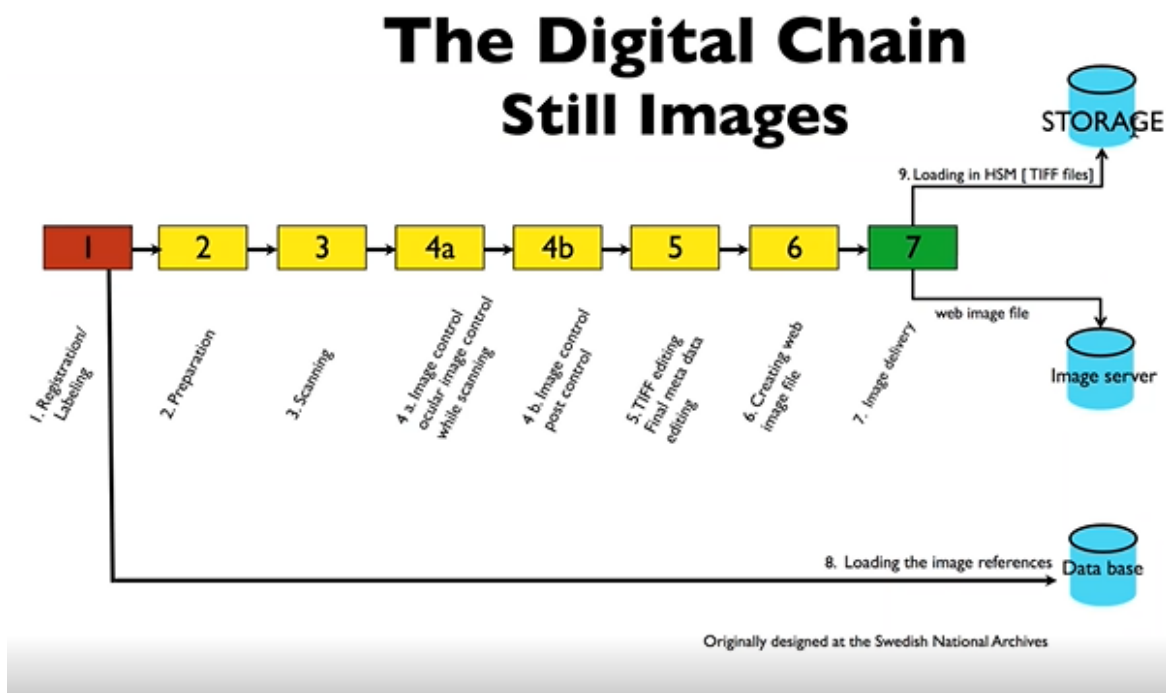 The Digital Chain
Still Images
STORAGE
9. Loading in HSM [ TIFF files]
1
2
3
4a
4b
5
6
7
web image file
Image server
1. Registration/
Labeling
2. Preparation
3. Scanning
4 a. Image control
ocular image control
while scanning
4 b. Image control
post control
5. TIFF editing
Final meta data
editing
6. Creating web
image file
7. Image delivery
8. Loading the image references
Data base
Originally designed at the Swedish National Archives